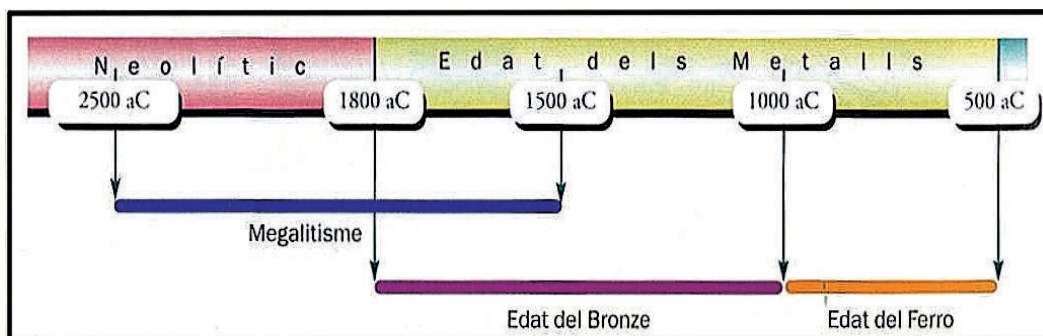 Neolític Edat dels Metalls
2500 aC 1800 aC 1500 aC 1000 aC 500 aC
Megalitisme
Edat del Bronze Edat del Ferro